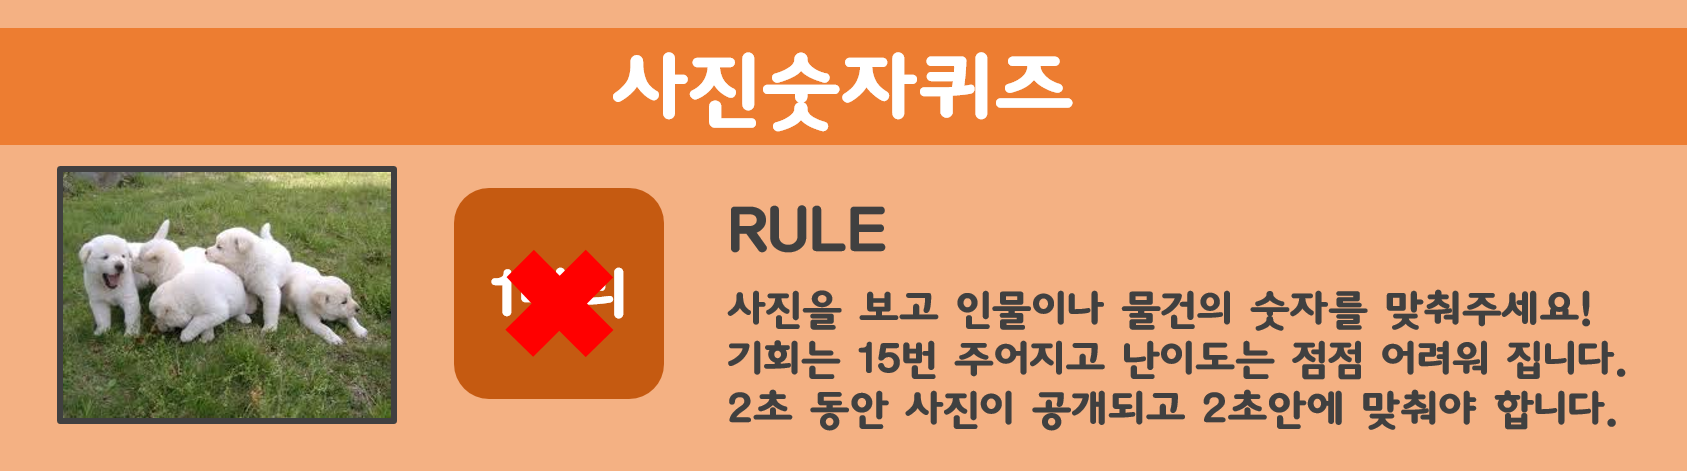 사진숫자퀴즈
RULE
사진을 보고 인물이나 물건의 숫자를 맞춰주세요!
기회는 15번 주어지고 난이도는 점점 어려워 집니다.
2초 동안 사진이 공개되고 2초안에 맞춰야 합니다.